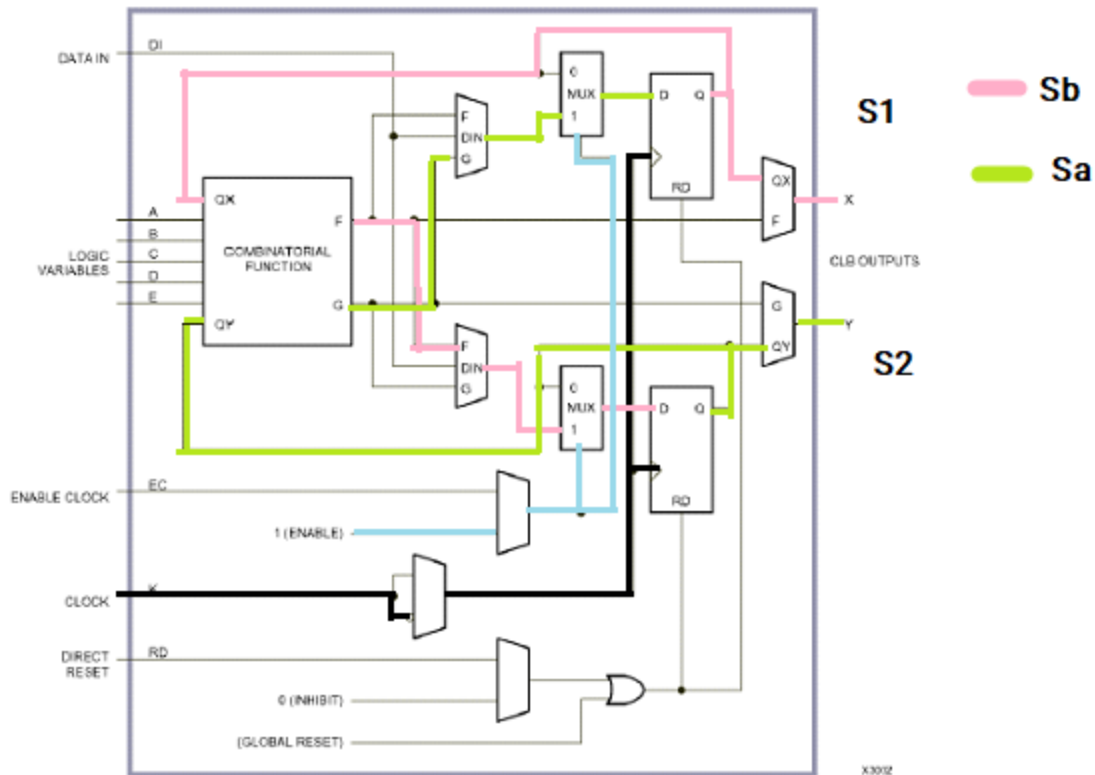 DI
DATA IN
0
MUX
1
D
Q
RD
F
DIN
G
S1
Sb
Sa
QX
F
X
QX
A
B
LOGIC
VARIABLES
C
D
E
COMBINATORIAL
FUNCTION
F
G
QY
CLB OUTPUTS
G
QY
Y
S2
F
DIN
G
0
MUX
1
D
Q
RD
ENABLE CLOCK
EC
1 (ENABLE)
CLOCK
K
DIRECT
RESET
RD
0 (INHIBIT)
(GLOBAL RESET)
X3002